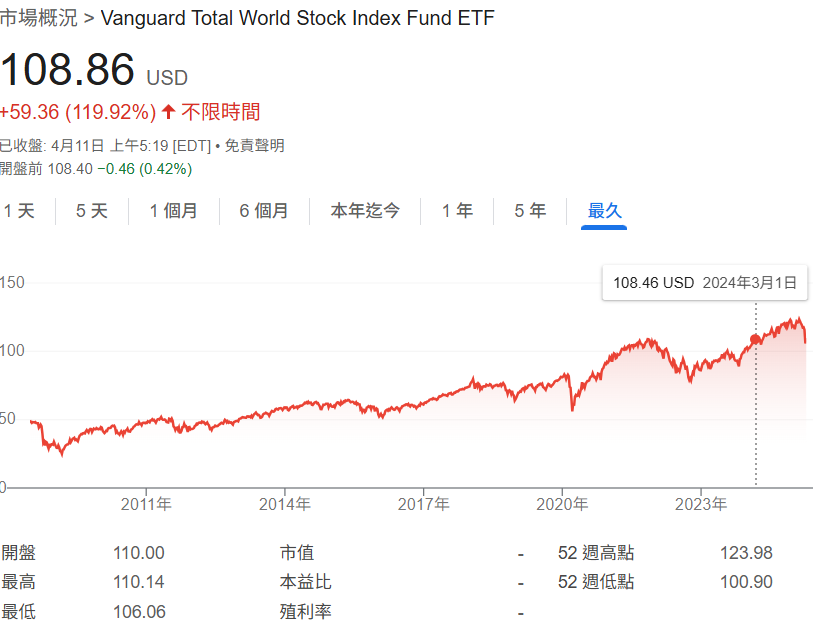 市場概況 > Vanguard Total World Stock Index Fund ETF
108.86 USD
+59.36 (119.92%) ↑ 不限時間
已收盤: 4月11日 上午5:19 [EDT] • 免責聲明
開盤前 108.40 −0.46 (0.42%)
1 天 5 天 1 個月 6 個月 本年迄今 1 年 5 年 最久
108.46 USD 2024年3月1日
150
100
50
0
2011年 2014年 2017年 2020年 2023年
開盤 110.00 市值 - 52 週高點 123.98
最高 110.14 本益比 - 52 週低點 100.90
最低 106.06 殖利率 -